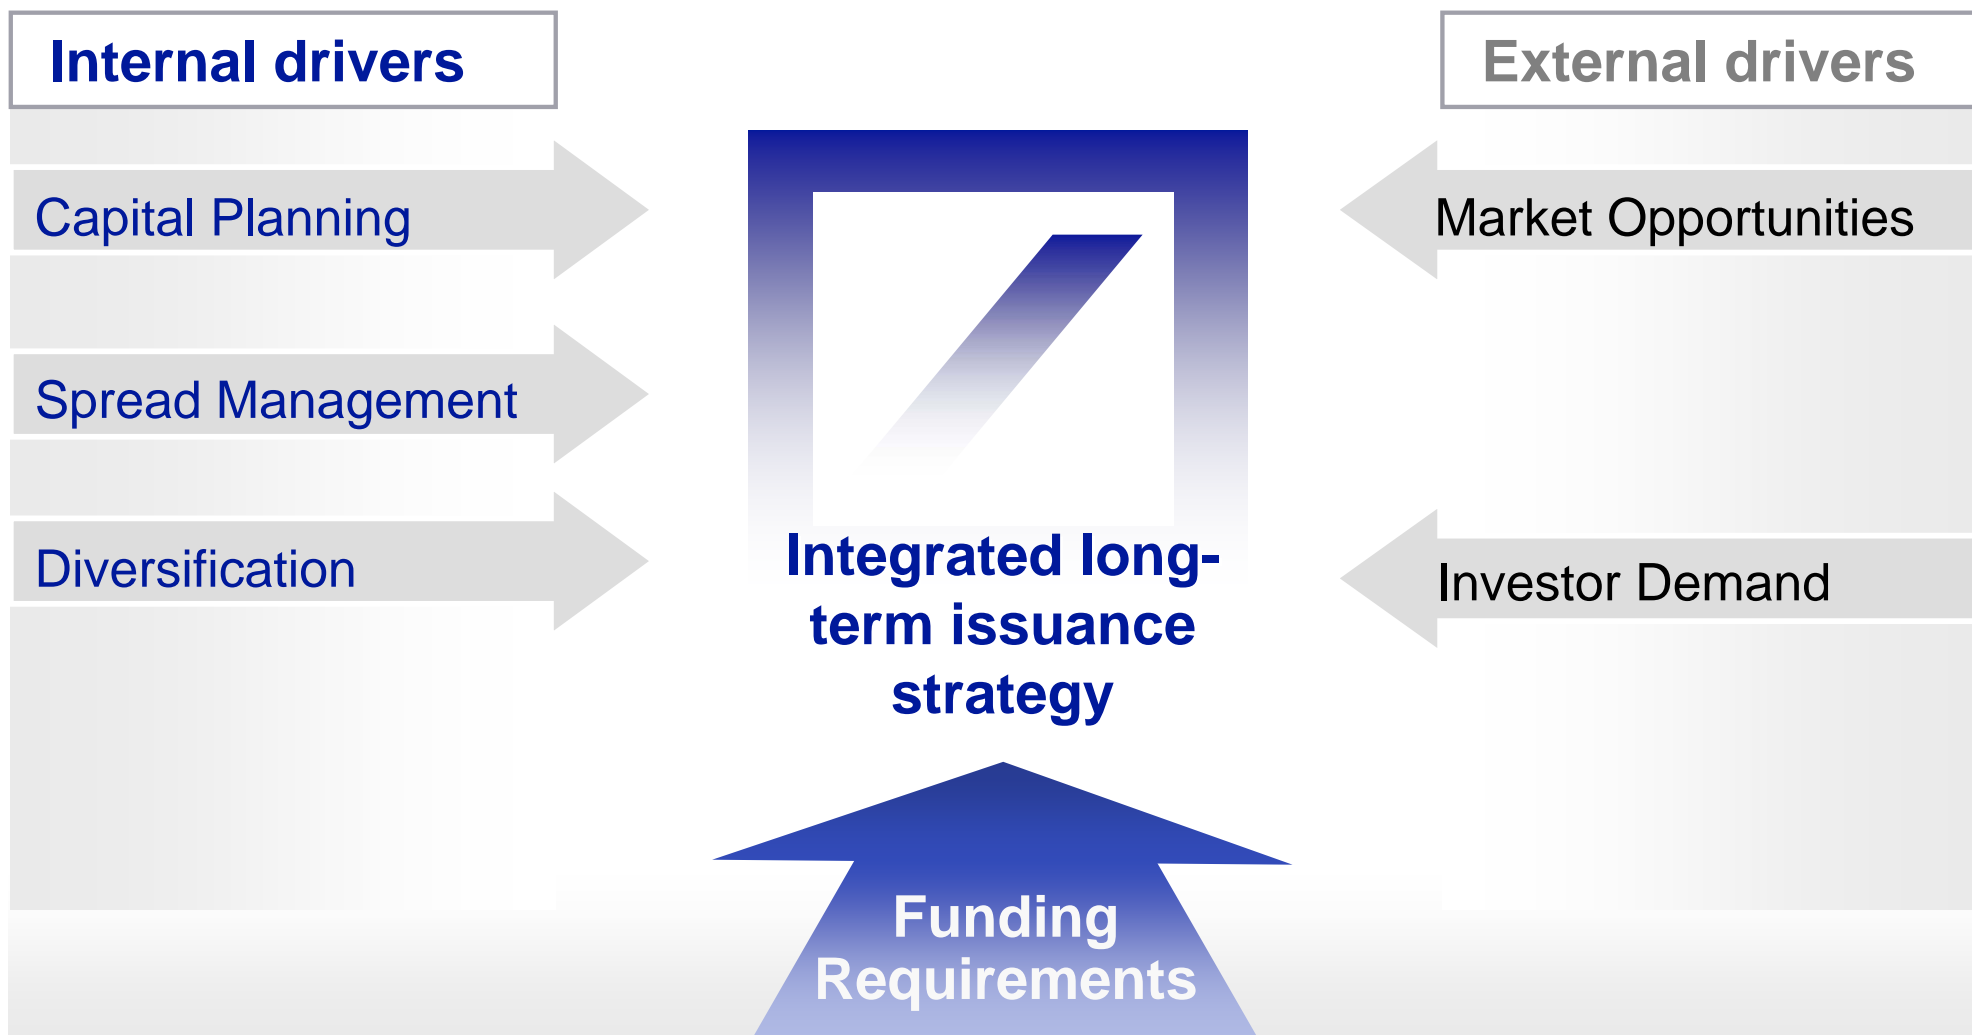 Internal drivers
Capital Planning
Spread Management
Diversification
Integrated long-
term issuance
strategy
Funding
Requirements
External drivers
Market Opportunities
Investor Demand